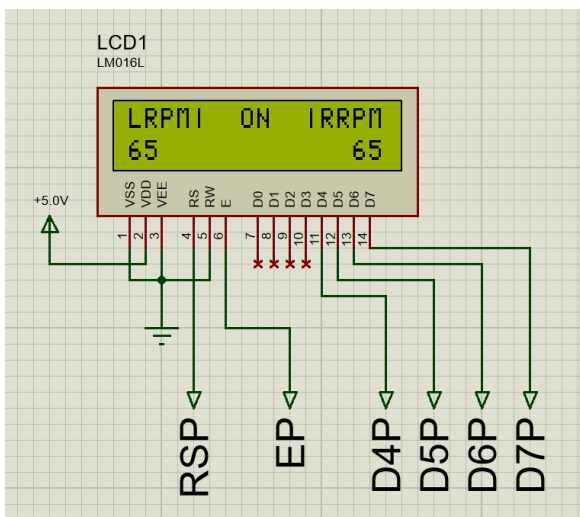 LCD1
LM016L
LRPM| ON |RRPM
65 65
+5.0V
VSS VDD VEE RS RW E D0 D1 D2 D3 D4 D5 D6 D7
1 2 3 4 5 6 7 8 9 10 11 12 13 14
RSP EP D4P D5P D6P D7P